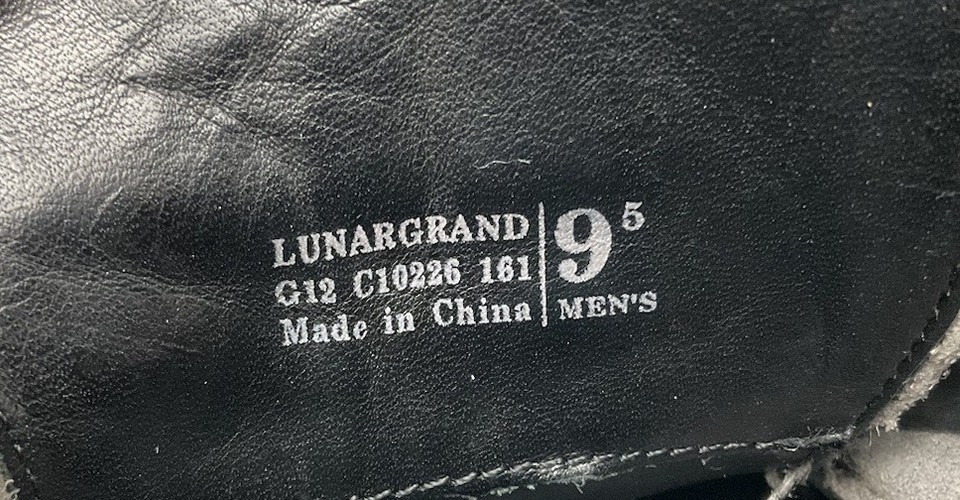 LUNARGRAND
G12 C10226 161
Made in China
9⁵
MEN'S